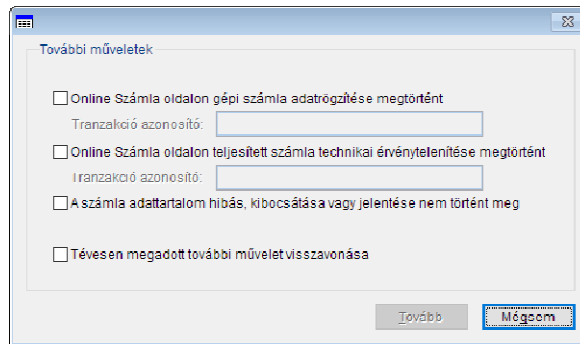 További műveletek
Online Számla oldalon gépi számla adatrögzítése megtörtént
Tranzakció azonosító:
Online Számla oldalon teljesített számla technikai érvénytelenítése megtörtént
Tranzakció azonosító:
A számla adattartalom hibás, kibocsátása vagy jelentése nem történt meg
Tévesen megadott további művelet visszavonása
Tovább
Mégsem